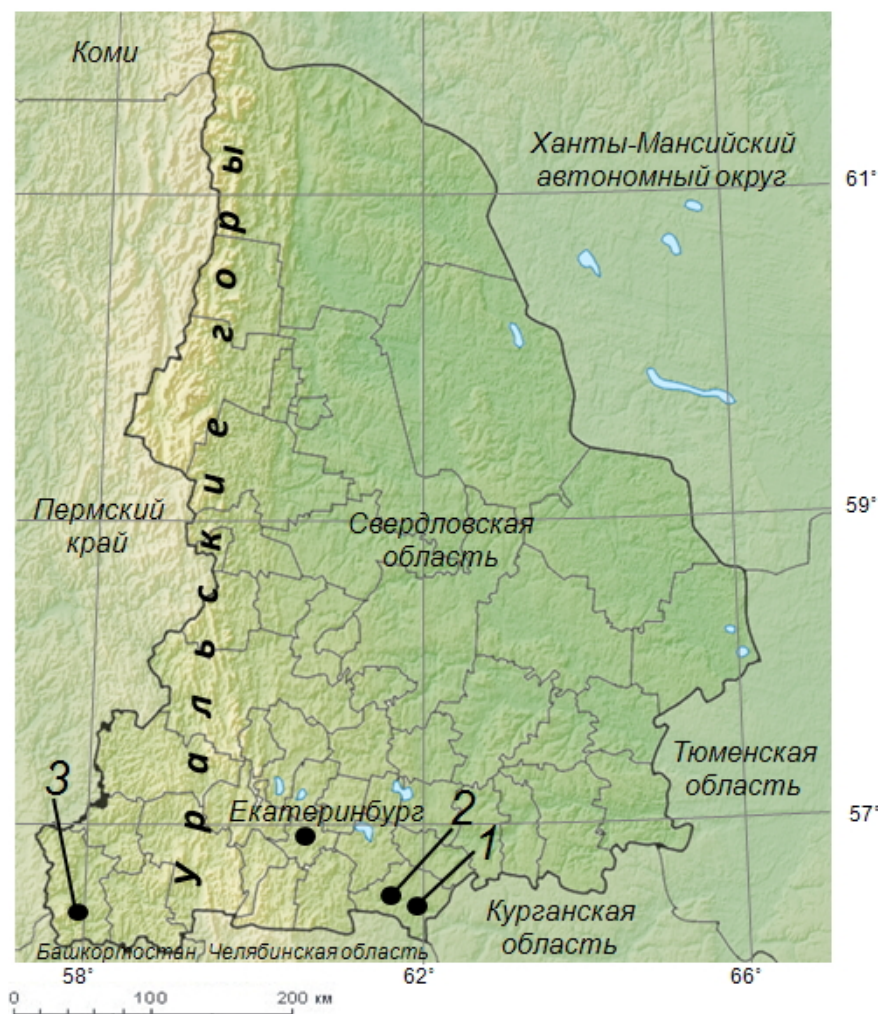 Коми
Ханты-Мансийский
автономный округ
61°
Уральские горы
Пермский
край
Свердловская
область
59°
Тюменская
область
3
Екатеринбург
2
1
57°
Курганская
область
Башкортостан
Челябинская область
58°
62°
66°
0 100 200 км